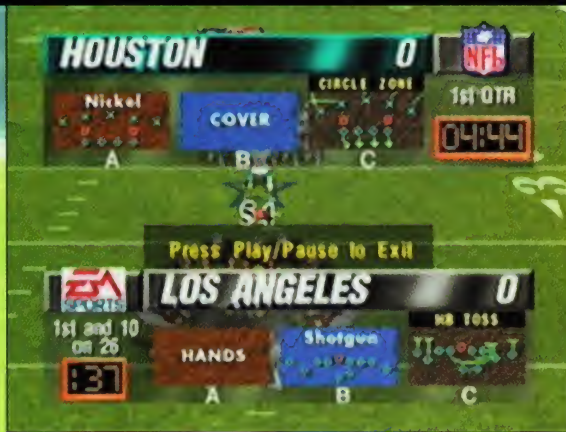 HOUSTON 0
NFL
1st QTR
04:44
Nickel
COVER
CIRCLE ZONE
A B C
Press Play/Pause to Exit
EA
SPORTS
LOS ANGELES 0
1st and 10
on 26
:37
HANDS
Shotgun
HB TOSS
A B C